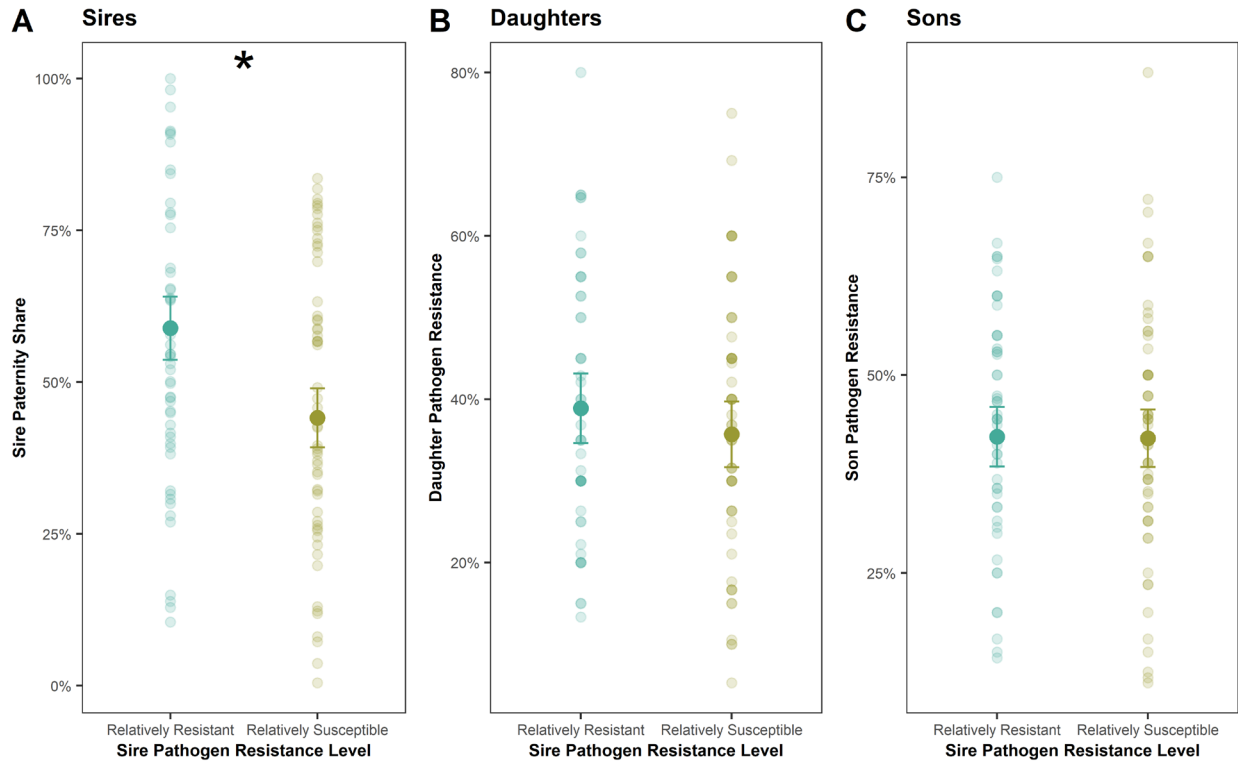 A Sires
*
Sire Paternity Share
100%
75%
50%
25%
0%
Relatively Resistant Relatively Susceptible
Sire Pathogen Resistance Level
B Daughters
Daughter Pathogen Resistance
80%
60%
40%
20%
Relatively Resistant Relatively Susceptible
Sire Pathogen Resistance Level
C Sons
Son Pathogen Resistance
75%
50%
25%
Relatively Resistant Relatively Susceptible
Sire Pathogen Resistance Level